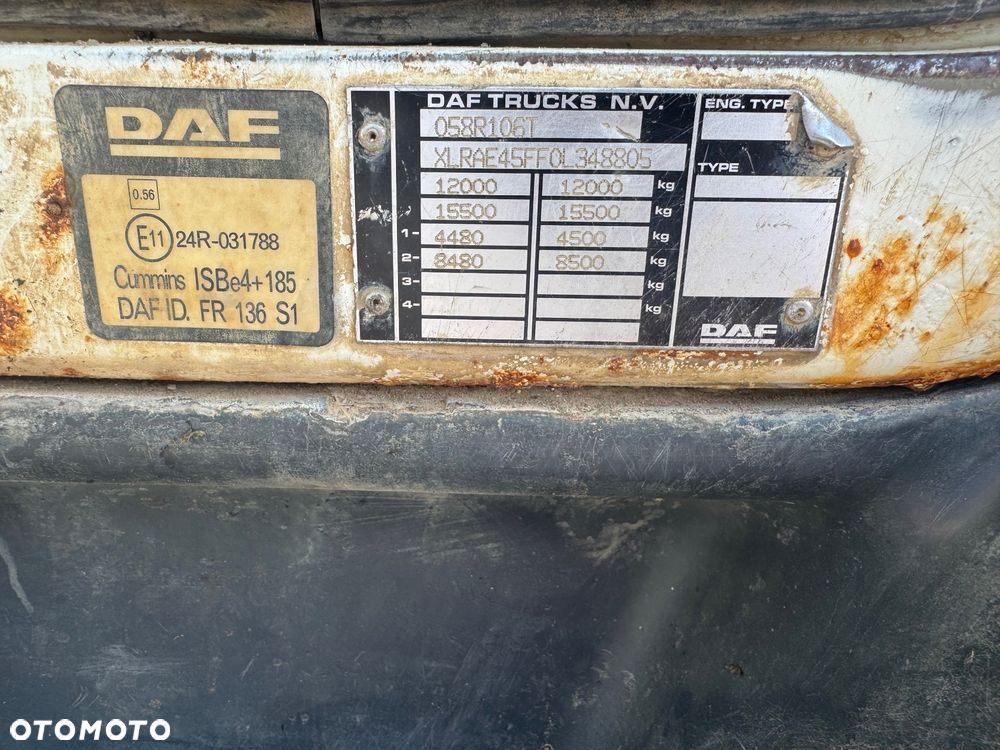 DAF
0.56
E11 24R-031788
Cummins ISBe4+185
DAF ID. FR 136 S1
DAF TRUCKS N.V.
058R106T
XLRAE45FF0L348805
12000 12000 kg
15500 15500 kg
1- 4480 4500 kg
2- 8480 8500 kg
3- kg
4- kg
ENG. TYPE
TYPE
DAF
OTOMOTO